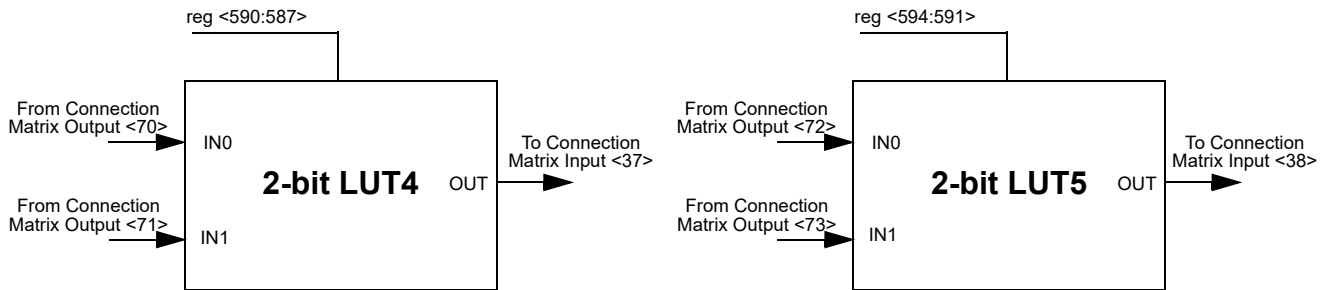 reg <590:587>
From Connection
Matrix Output <70>
IN0
2-bit LUT4
OUT
To Connection
Matrix Input <37>
From Connection
Matrix Output <71>
IN1
reg <594:591>
From Connection
Matrix Output <72>
IN0
2-bit LUT5
OUT
To Connection
Matrix Input <38>
From Connection
Matrix Output <73>
IN1